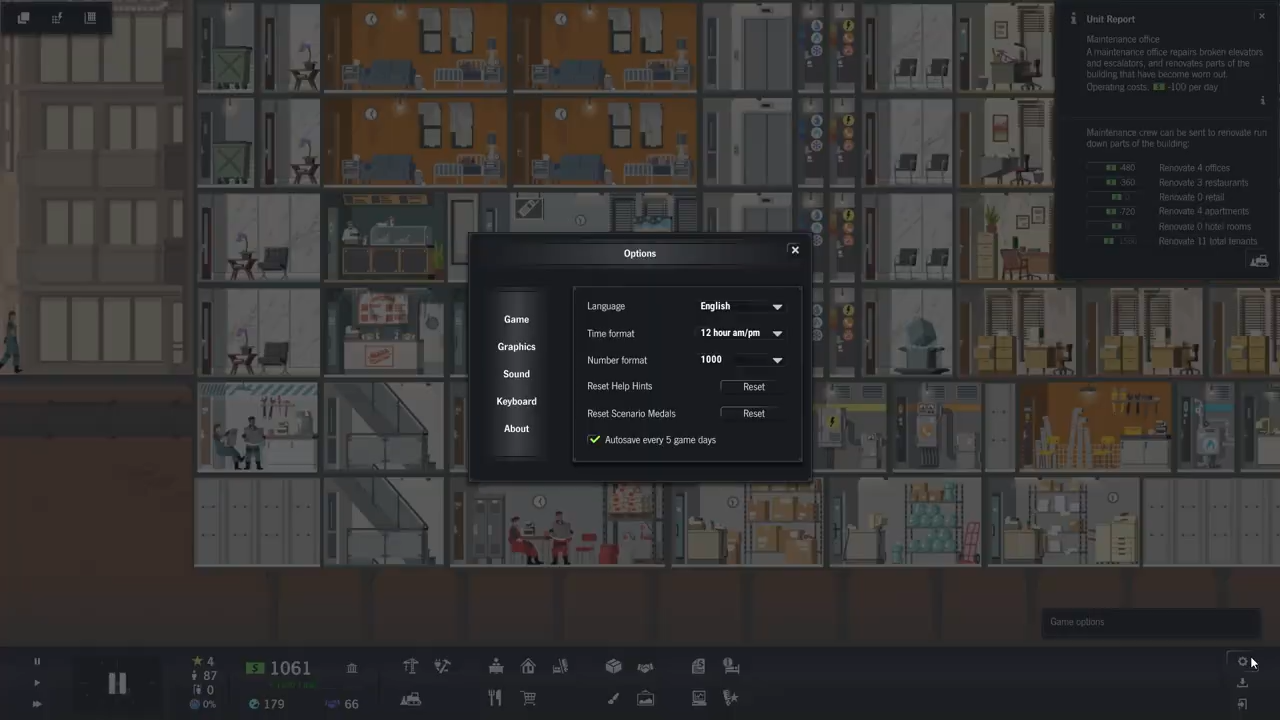 Unit Report
Maintenance office
A maintenance office repairs broken elevators
and escalators, and renovates parts of the
building that have become worn out.
Operating costs: -100 per day
Maintenance crew can be sent to renovate run
down parts of the building:
-480 Renovate 4 offices
-360 Renovate 3 restaurants
0 Renovate 0 retail
-720 Renovate 4 apartments
Renovate 0 hotel rooms
Renovate 11 total tenants
Options
Game
Graphics
Sound
Keyboard
About
Language English
Time format 12 hour am/pm
Number format 1000
Reset Help Hints Reset
Reset Scenario Medals Reset
Autosave every 5 game days
Game options
4
87
0
0%
$ 1061
179
66